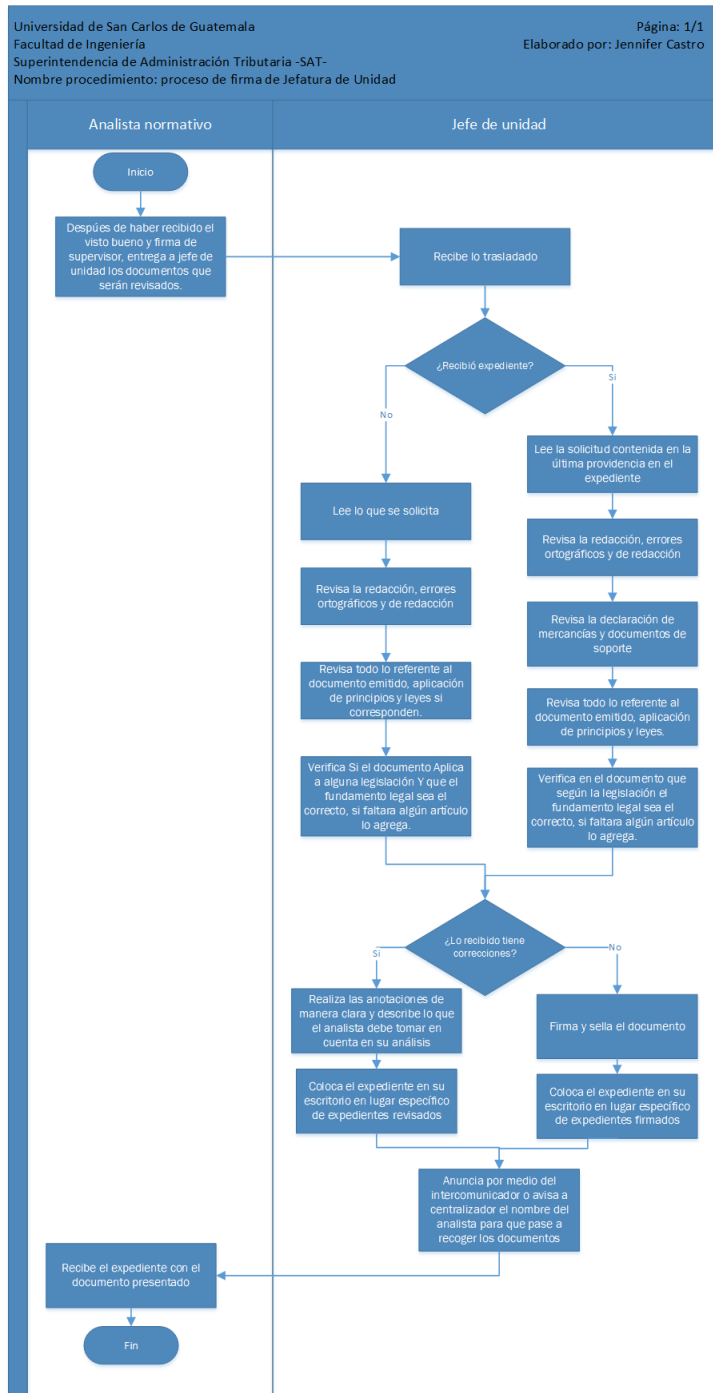 Universidad de San Carlos de Guatemala
Página: 1/1
Facultad de Ingeniería
Elaborado por: Jennifer Castro
Superintendencia de Administración Tributaria -SAT-
Nombre procedimiento: proceso de firma de Jefatura de Unidad
Analista normativo
Jefe de unidad
Inicio
Despúes de haber recibido el
visto bueno y firma de
supervisor, entrega a jefe de
unidad los documentos que
serán revisados.
Recibe lo trasladado
¿Recibió expediente?
No
Si
Lee lo que se solicita
Revisa la redacción, errores
ortográficos y de redacción
Revisa todo lo referente al
documento emitido, aplicación
de principios y leyes si
corresponden.
Verifica Si el documento Aplica
a alguna legislación Y que el
fundamento legal sea el
correcto, si faltara algún artículo
lo agrega.
Lee la solicitud contenida en la
última providencia en el
expediente
Revisa la redacción, errores
ortográficos y de redacción
Revisa la declaración de
mercancías y documentos de
soporte
Revisa todo lo referente al
documento emitido, aplicación
de principios y leyes.
Verifica en el documento que
según la legislación el
fundamento legal sea el
correcto, si faltara algún artículo
lo agrega.
¿Lo recibido tiene
correcciones?
Si
No
Realiza las anotaciones de
manera clara y describe lo que
el analista debe tomar en
cuenta en su análisis
Coloca el expediente en su
escritorio en lugar específico
de expedientes revisados
Firma y sella el documento
Coloca el expediente en su
escritorio en lugar específico
de expedientes firmados
Anuncia por medio del
intercomunicador o avisa a
centralizador el nombre del
analista para que pase a
recoger los documentos
Recibe el expediente con el
documento presentado
Fin